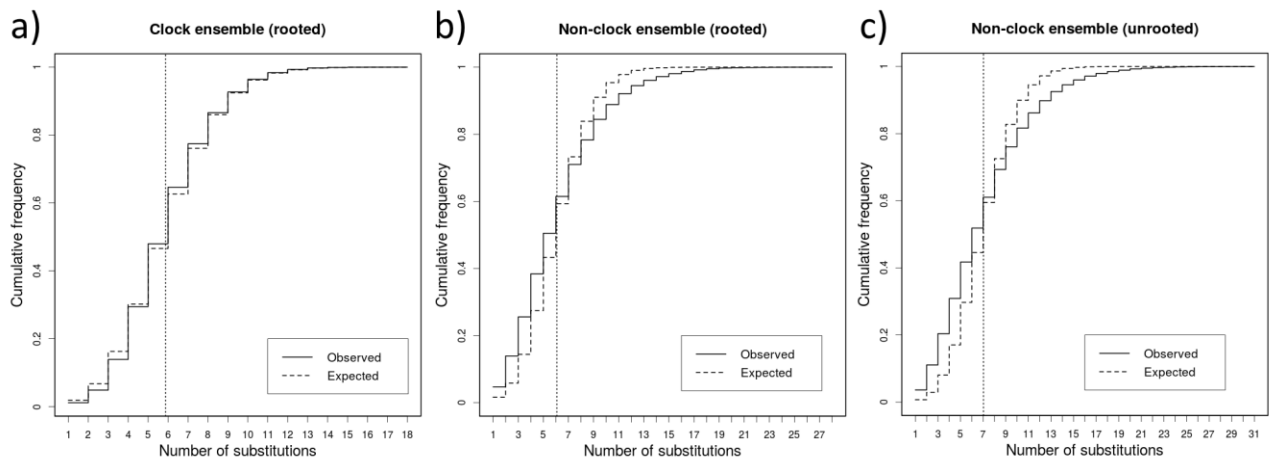 a)
Clock ensemble (rooted)
Cumulative frequency
1
0.8
0.6
0.4
0.2
0
Observed
Expected
1 2 3 4 5 6 7 8 9 10 11 12 13 14 15 16 17 18
Number of substitutions
b)
Non-clock ensemble (rooted)
Cumulative frequency
1
0.8
0.6
0.4
0.2
0
Observed
Expected
1 3 5 7 9 11 13 15 17 19 21 23 25 27
Number of substitutions
c)
Non-clock ensemble (unrooted)
Cumulative frequency
1
0.8
0.6
0.4
0.2
0
Observed
Expected
1 3 5 7 9 11 13 15 17 19 21 23 25 27 29 31
Number of substitutions